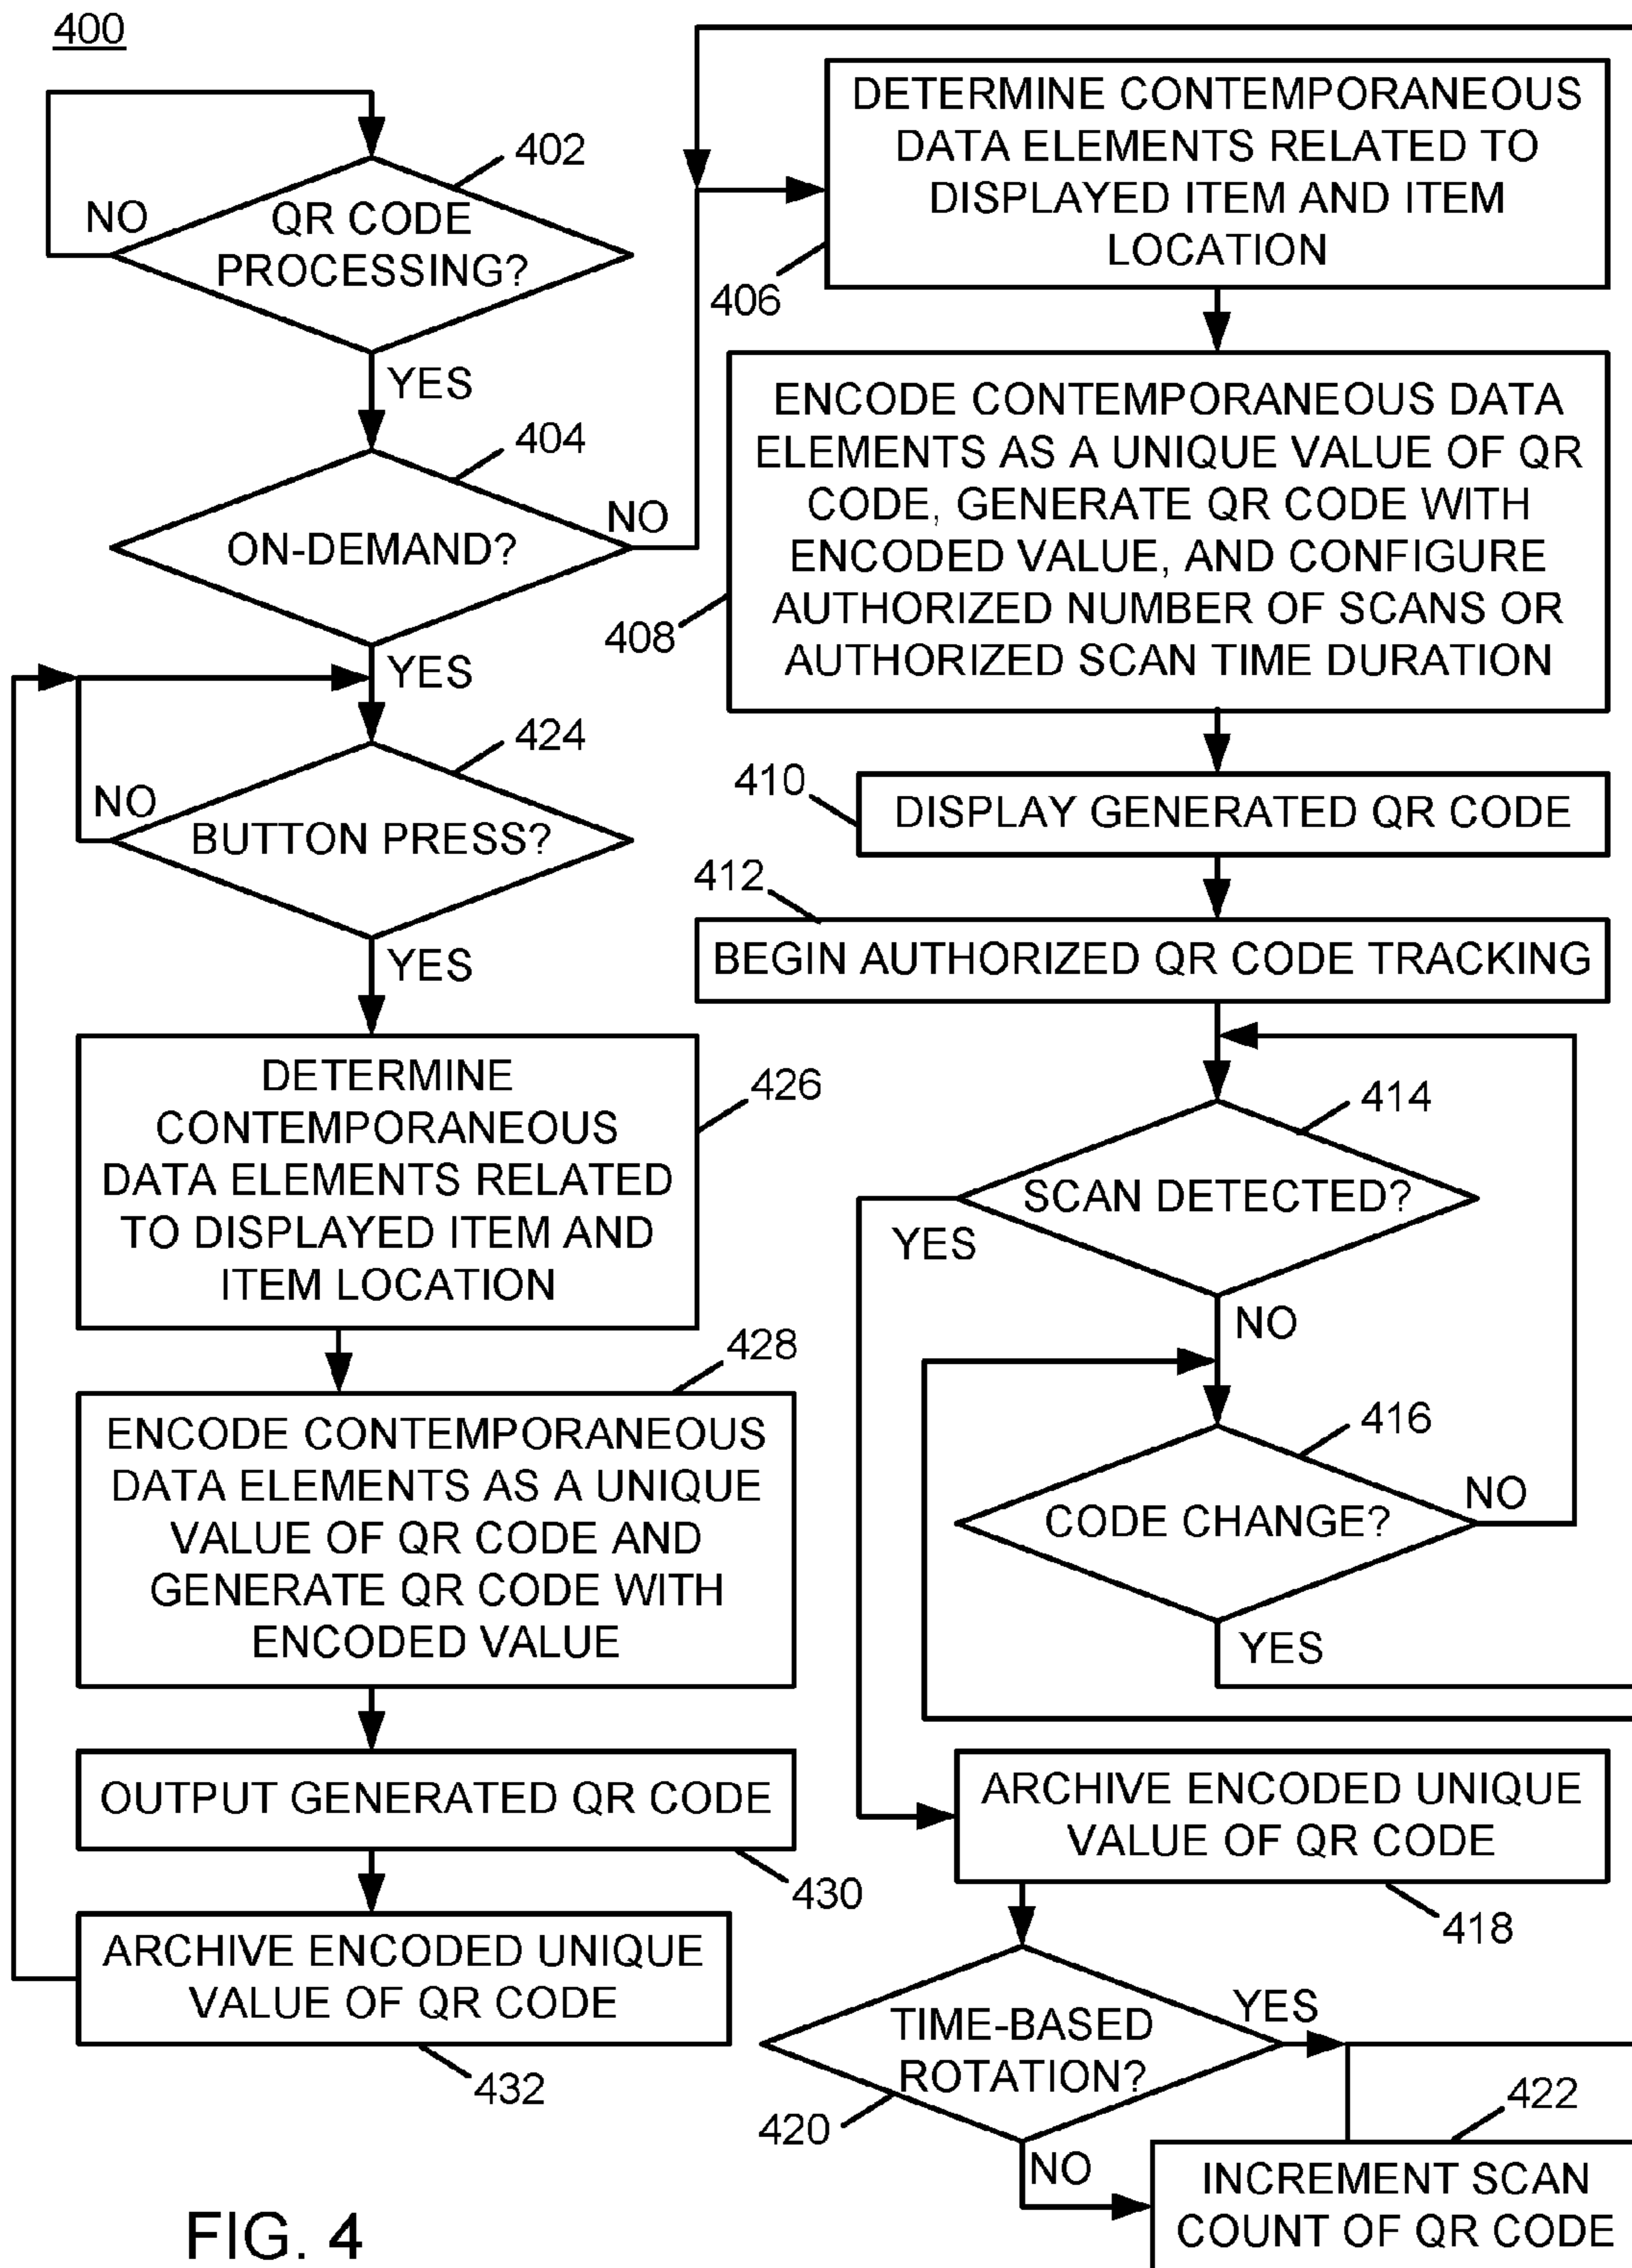 400
402
NO
QR CODE
PROCESSING?
YES
404
ON-DEMAND?
NO
YES
424
NO
BUTTON PRESS?
YES
DETERMINE
CONTEMPORANEOUS
DATA ELEMENTS RELATED
TO DISPLAYED ITEM AND
ITEM LOCATION
426
428
ENCODE CONTEMPORANEOUS
DATA ELEMENTS AS A UNIQUE
VALUE OF QR CODE AND
GENERATE QR CODE WITH
ENCODED VALUE
OUTPUT GENERATED QR CODE
430
ARCHIVE ENCODED UNIQUE
VALUE OF QR CODE
432
DETERMINE CONTEMPORANEOUS
DATA ELEMENTS RELATED TO
DISPLAYED ITEM AND ITEM
LOCATION
406
ENCODE CONTEMPORANEOUS DATA
ELEMENTS AS A UNIQUE VALUE OF QR
CODE, GENERATE QR CODE WITH
ENCODED VALUE, AND CONFIGURE
AUTHORIZED NUMBER OF SCANS OR
AUTHORIZED SCAN TIME DURATION
408
410
DISPLAY GENERATED QR CODE
412
BEGIN AUTHORIZED QR CODE TRACKING
414
SCAN DETECTED?
YES
NO
416
CODE CHANGE?
NO
YES
ARCHIVE ENCODED UNIQUE
VALUE OF QR CODE
418
TIME-BASED
ROTATION?
YES
420
NO
422
INCREMENT SCAN
COUNT OF QR CODE
FIG. 4